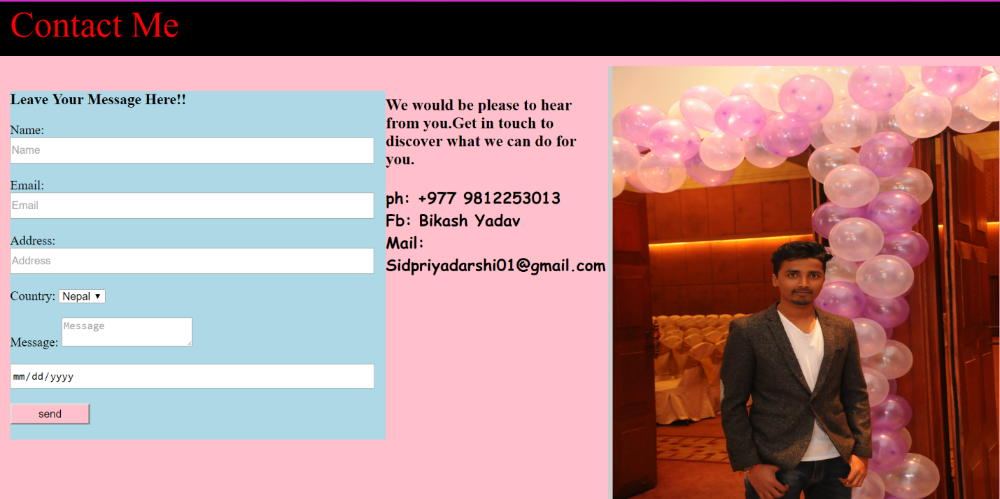 Contact Me
Leave Your Message Here!!
Name:
Name
Email:
Email
Address:
Address
Country: Nepal
Message: Message
mm/dd/yyyy
send
We would be please to hear
from you.Get in touch to
discover what we can do for
you.
ph: +977 9812253013
Fb: Bikash Yadav
Mail:
Sidpriyadarshi01@gmail.com